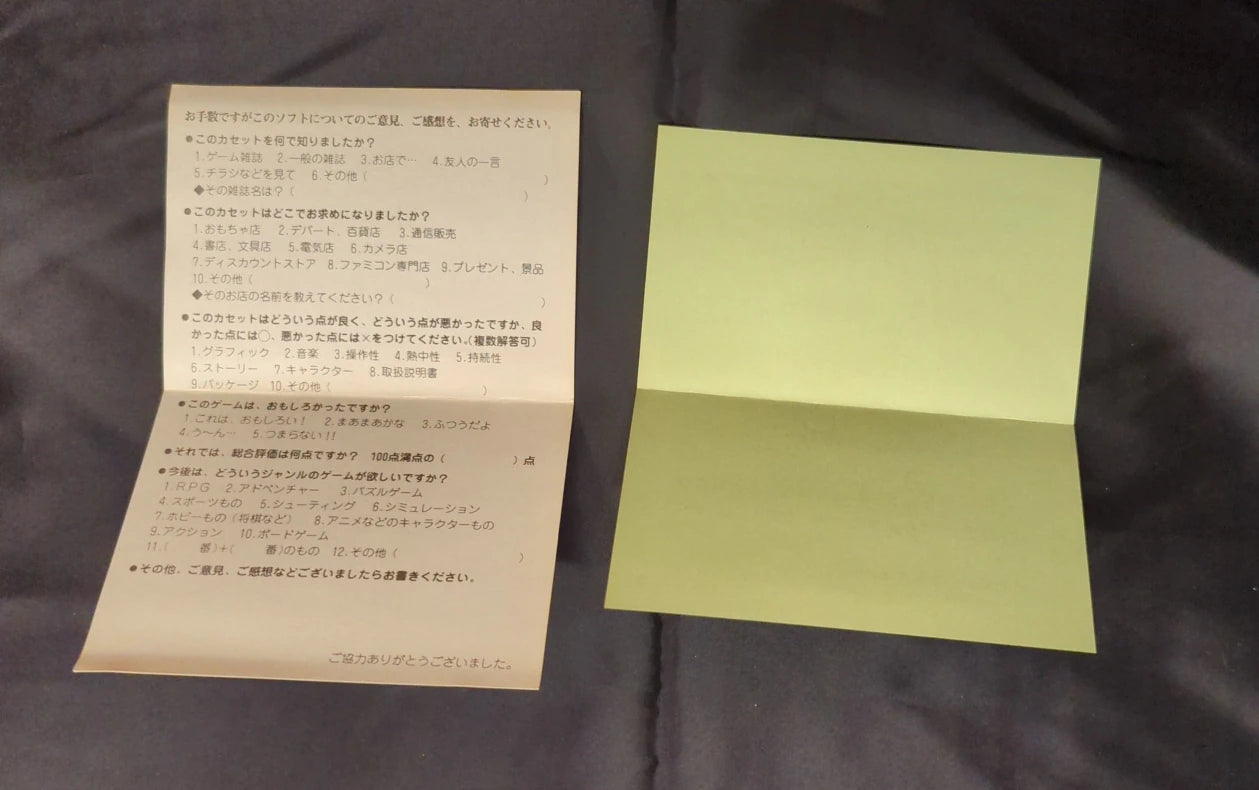 お手数ですがこのソフトについてのご意見、ご感想を、お寄せください。
●このカセットを何で知りましたか？
1.ゲーム雑誌 2.一般の雑誌 3.お店で… 4.友人の一言
5.チラシなどを見て 6.その他（ ）
◆その雑誌名は？（ ）
●このカセットはどこでお求めになりましたか？
1.おもちゃ店 2.デパート、百貨店 3.通信販売
4.書店、文具店 5.電気店 6.カメラ店
7.ディスカウントストア 8.ファミコン専門店 9.プレゼント、景品
10.その他（ ）
◆そのお店の名前を教えてください？（ ）
●このカセットはどういう点が良く、どういう点が悪かったですか、良
かった点には○、悪かった点には×をつけてください。（複数解答可）
1.グラフィック 2.音楽 3.操作性 4.熱中性 5.持続性
6.ストーリー 7.キャラクター 8.取扱説明書
9.パッケージ 10.その他（ ）
●このゲームは、おもしろかったですか？
1.これは、おもしろい！ 2.まあまあかな 3.ふつうだよ
4.う〜ん… 5.つまらない！！
●それでは、総合評価は何点ですか？ 100点満点の（ ）点
●今後は、どういうジャンルのゲームが欲しいですか？
1.RPG 2.アドベンチャー 3.パズルゲーム
4.スポーツもの 5.シューティング 6.シミュレーション
7.ホビーもの（将棋など） 8.アニメなどのキャラクターもの
9.アクション 10.ボードゲーム
11.（ 番）+（ 番）のもの 12.その他（ ）
●その他、ご意見、ご感想などございましたらお書きください。
ご協力ありがとうございました。